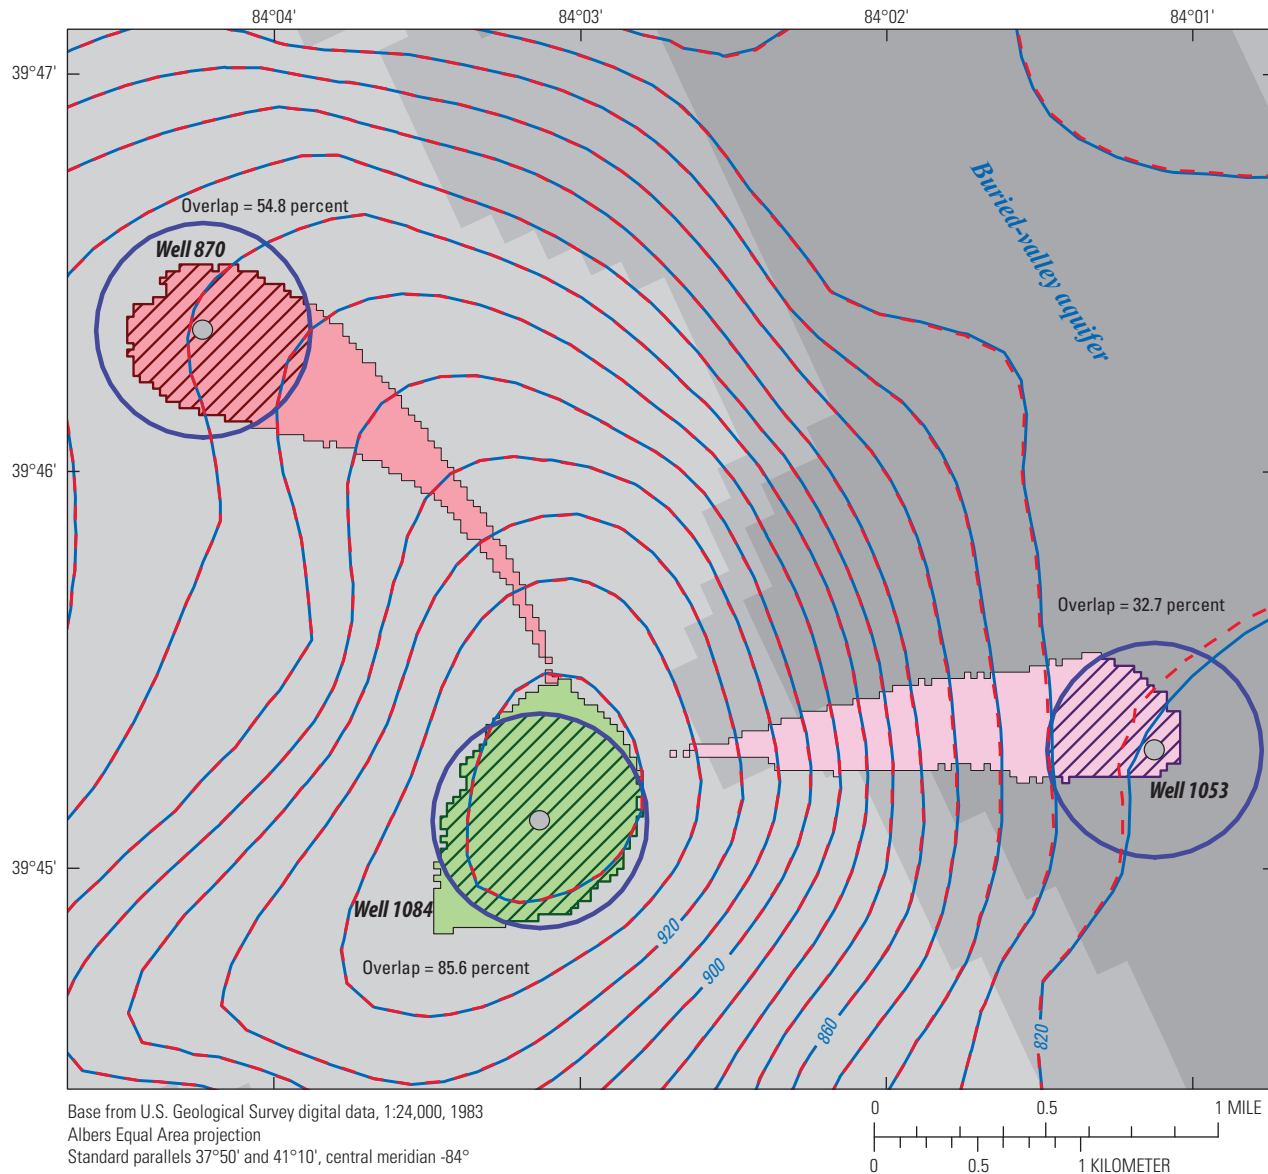 84°04' 84°03' 84°02' 84°01'
39°47'
Buried-valley aquifer
Overlap = 54.8 percent
Well 870
39°46'
Overlap = 32.7 percent
Well 1053
39°45'
Well 1084
920
Overlap = 85.6 percent
900
860
820
Base from U.S. Geological Survey digital data, 1:24,000, 1983
Albers Equal Area projection
Standard parallels 37°50' and 41°10', central meridian -84°
0 0.5 1 MILE
0 0.5 1 KILOMETER